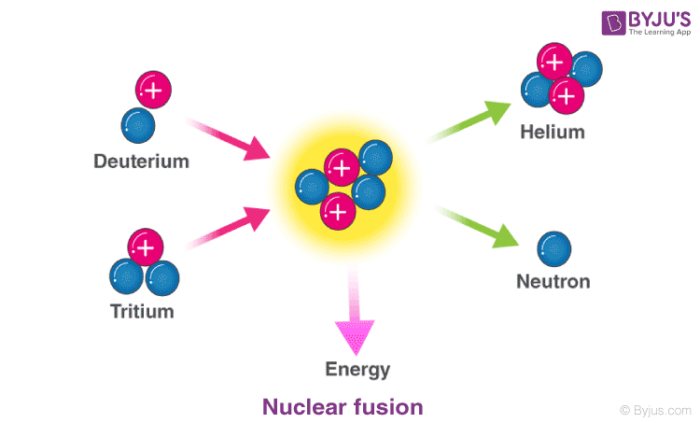 BYJU'S
The Learning App
Deuterium
Helium
Tritium
Neutron
Energy
Nuclear fusion
© Byjus.com